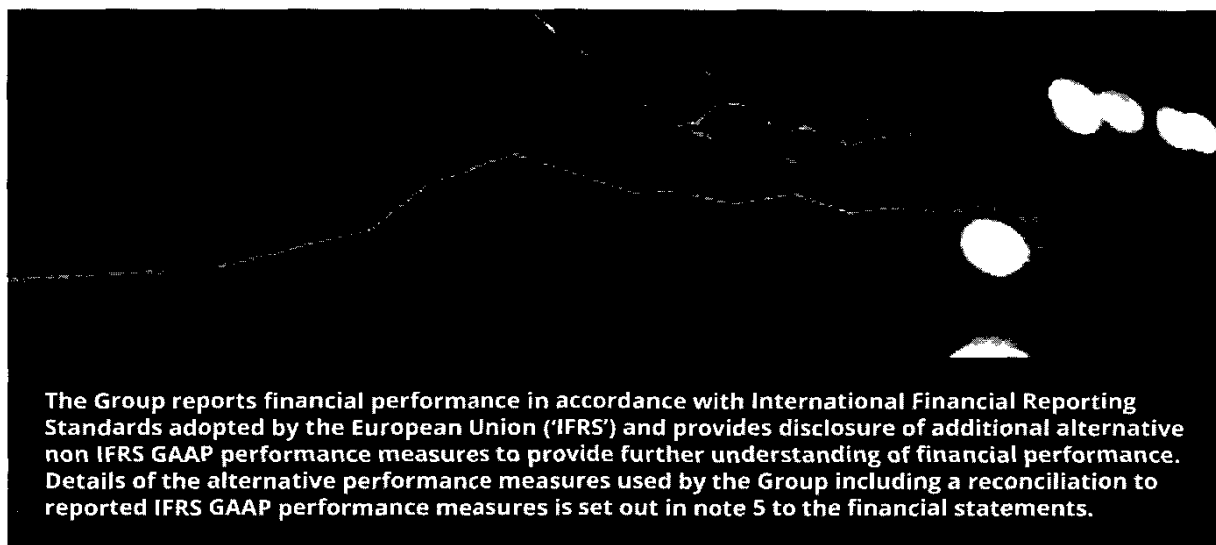 The Group reports financial performance in accordance with International Financial Reporting
Standards adopted by the European Union (‘IFRS’) and provides disclosure of additional alternative
non IFRS GAAP performance measures to provide further understanding of financial performance.
Details of the alternative performance measures used by the Group including a reconciliation to
reported IFRS GAAP performance measures is set out in note 5 to the financial statements.